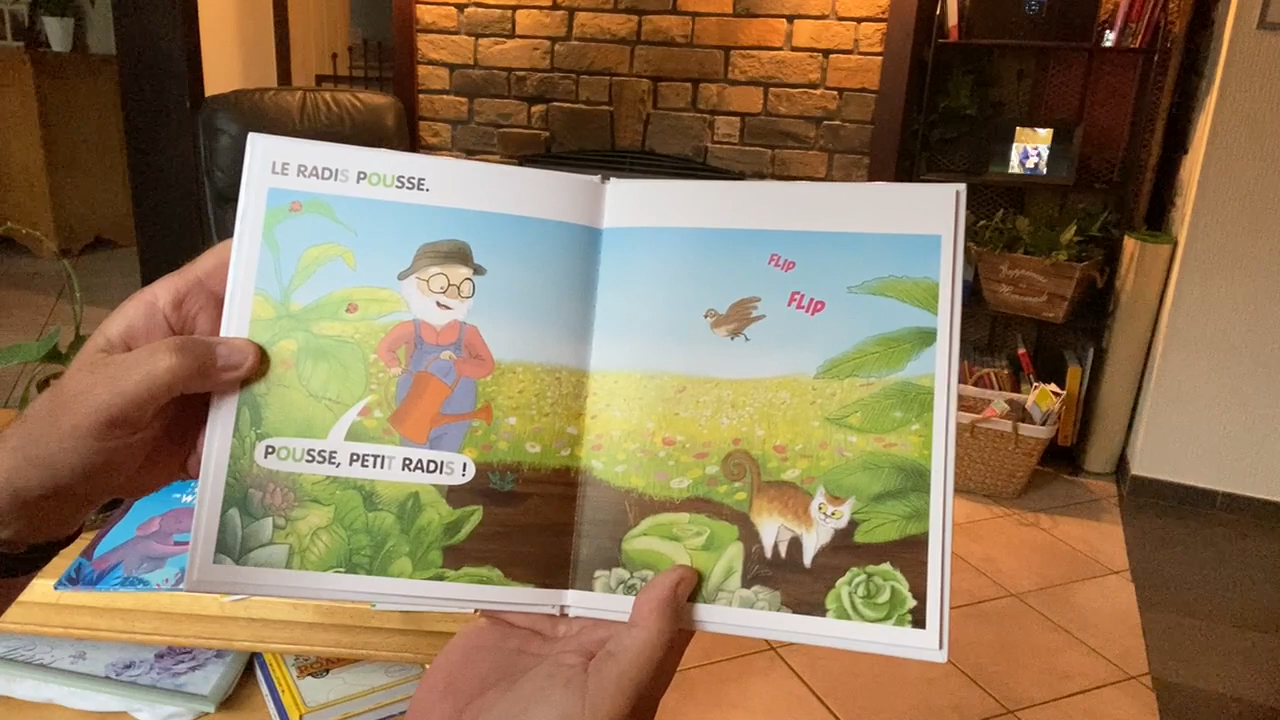 LE RADIS POUSSE.
POUSSE, PETIT RADIS !
FLIP
FLIP